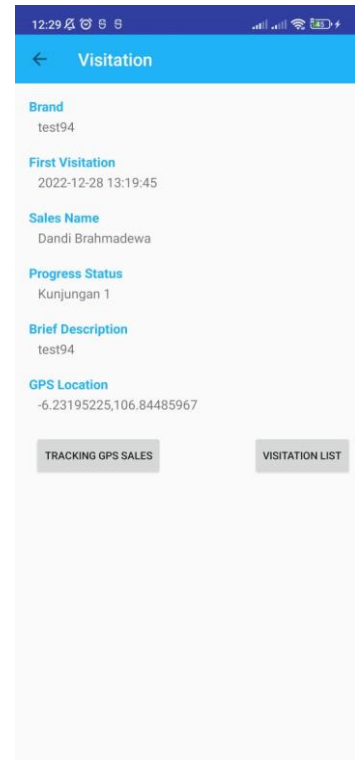 12:29
Visitation
Brand
test94
First Visitation
2022-12-28 13:19:45
Sales Name
Dandi Brahmadewa
Progress Status
Kunjungan 1
Brief Description
test94
GPS Location
-6.23195225,106.84485967
TRACKING GPS SALES VISITATION LIST